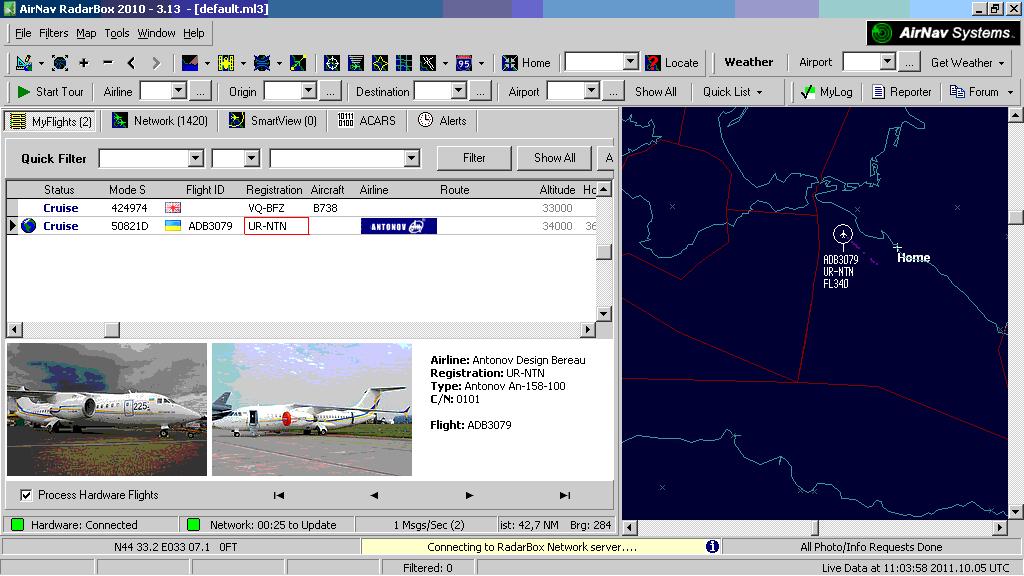 AirNav RadarBox 2010 - 3.13 - [default.ml3]
File Filters Map Tools Window Help
AirNav Systems
95 Home Locate Weather Airport ... Get Weather
Start Tour Airline ... Origin ... Destination ... Airport ... Show All Quick List MyLog Reporter Forum
MyFlights (2) Network (1420) SmartView (0) ACARS Alerts
Quick Filter Filter Show All A
Status Mode S Flight ID Registration Aircraft Airline Route Altitude
Cruise 424974 VQ-BFZ B738 33000
Cruise 50821D ADB3079 UR-NTN ANTONOV 34000 36
ADB3079
UR-NTN
FL340
Home
225
Airline: Antonov Design Bereau
Registration: UR-NTN
Type: Antonov An-158-100
C/N: 0101
Flight: ADB3079
Process Hardware Flights
Hardware: Connected Network: 00:25 to Update 1 Msgs/Sec (2) ist: 42,7 NM Brg: 284
N44 33.2 E033 07.1 0FT Connecting to RadarBox Network server.... All Photo/Info Requests Done
Filtered: 0 Live Data at 11:03:58 2011.10.05 UTC